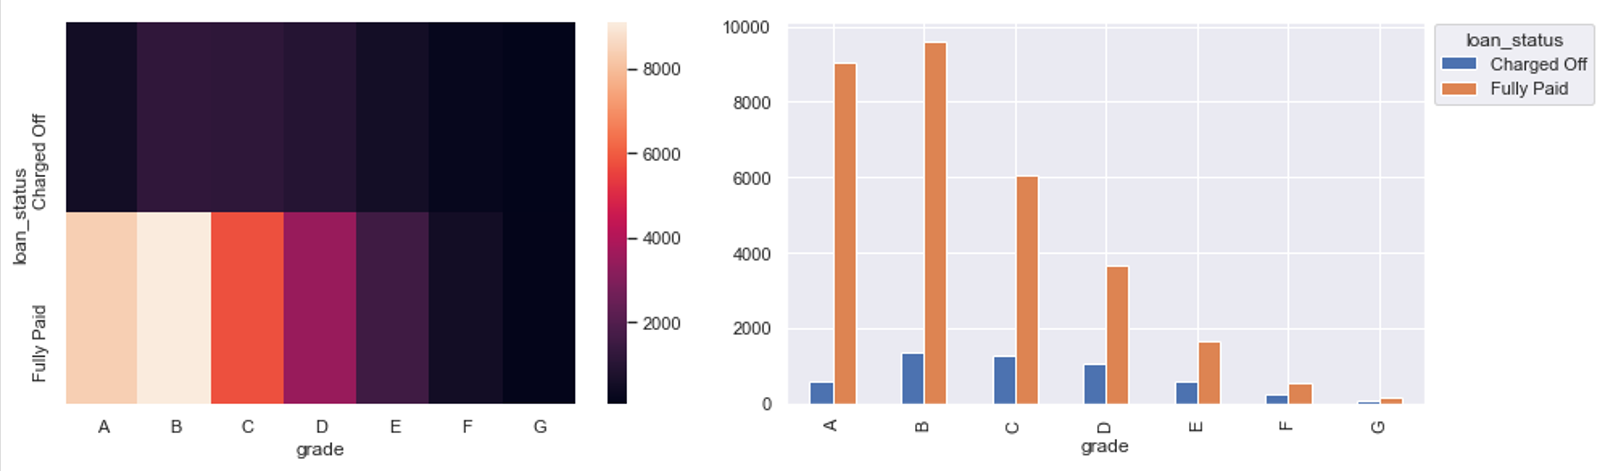 loan_status
Charged Off
Fully Paid
A B C D E F G
grade
8000
6000
4000
2000
10000
8000
6000
4000
2000
0
A B C D E F G
grade
loan_status
Charged Off
Fully Paid